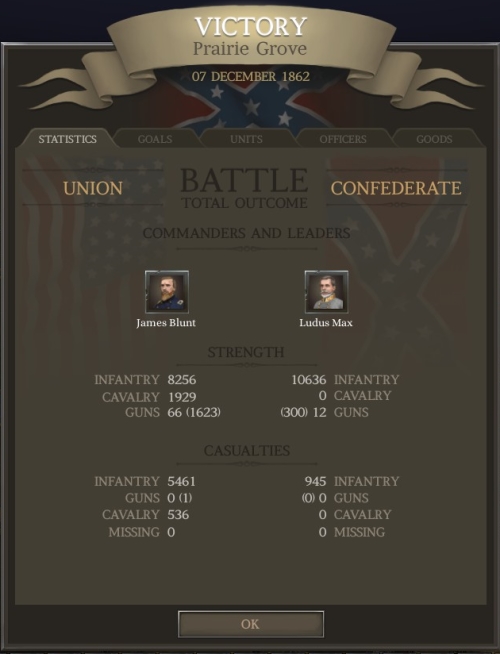 VICTORY
Prairie Grove
07 DECEMBER 1862
STATISTICS GOALS UNITS OFFICERS GOODS
UNION BATTLE CONFEDERATE
TOTAL OUTCOME
COMMANDERS AND LEADERS
James Blunt Ludus Max
STRENGTH
INFANTRY 8256 10636 INFANTRY
CAVALRY 1929 0 CAVALRY
GUNS 66 (1623) (300) 12 GUNS
CASUALTIES
INFANTRY 5461 945 INFANTRY
GUNS 0 (1) (0) 0 GUNS
CAVALRY 536 0 CAVALRY
MISSING 0 0 MISSING
OK